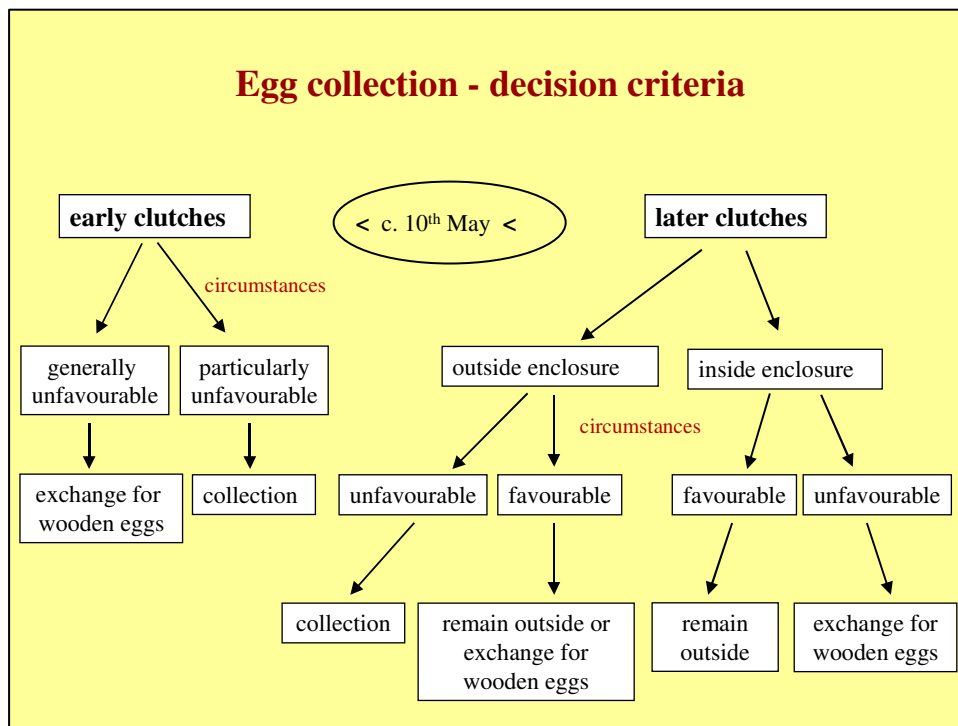 Egg collection - decision criteria
early clutches
< c. 10th May <
later clutches
circumstances
generally
unfavourable
particularly
unfavourable
outside enclosure
inside enclosure
circumstances
exchange for
wooden eggs
collection
unfavourable
favourable
favourable
unfavourable
collection
remain outside or
exchange for
wooden eggs
remain
outside
exchange for
wooden eggs